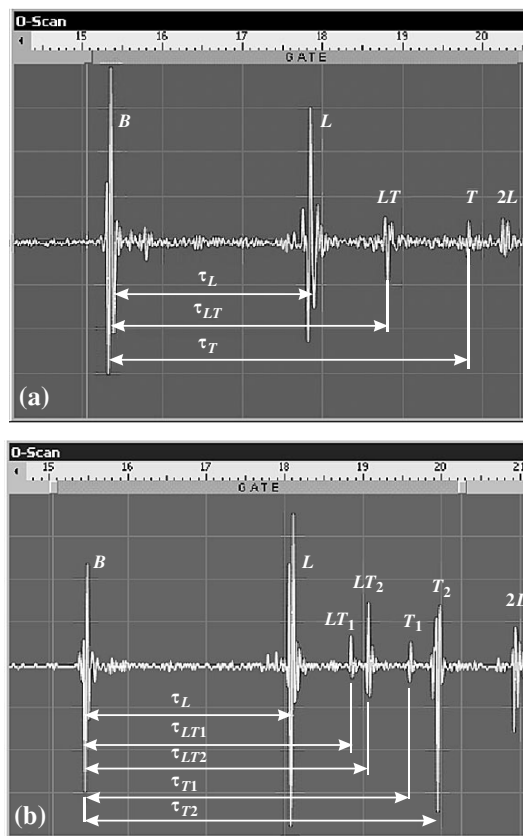 O-Scan
15 16 17 18 19 20
GATE
B L LT T 2L
τL
τLT
τT
(a)
O-Scan
15 16 17 18 19 20 21
GATE
B L LT1 LT2 T1 T2 2L
τL
τLT1
τLT2
τT1
τT2
(b)